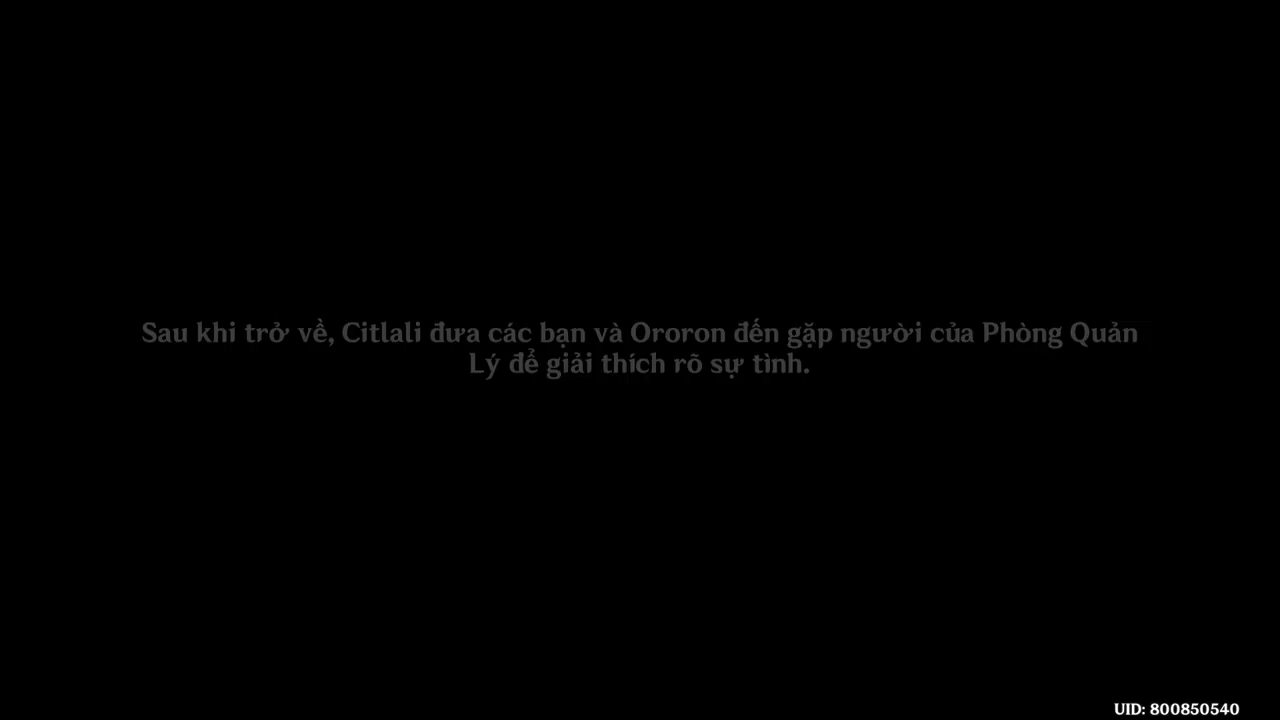 Sau khi trở về, Citlali đưa các bạn và Ororon đến gặp người của Phòng Quản
Lý để giải thích rõ sự tình.
UID: 800850540